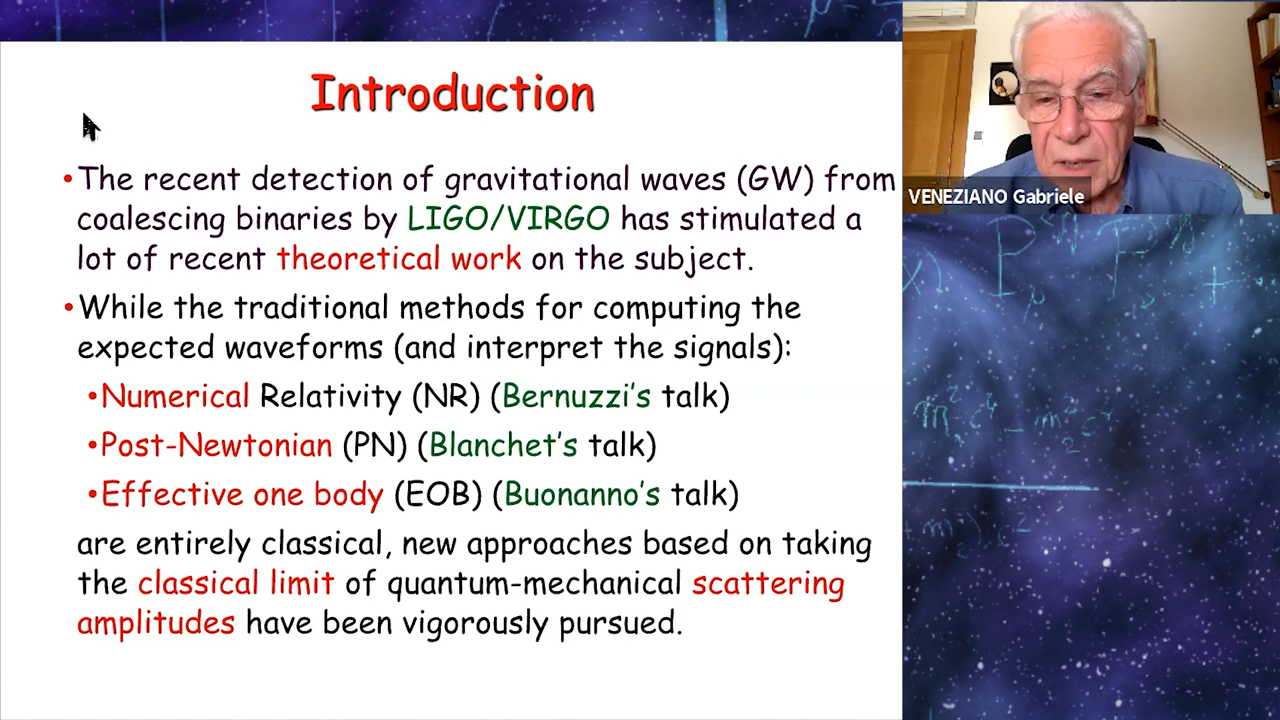 Introduction
•The recent detection of gravitational waves (GW) from
coalescing binaries by LIGO/VIRGO has stimulated a
lot of recent theoretical work on the subject.
•While the traditional methods for computing the
expected waveforms (and interpret the signals):
•Numerical Relativity (NR) (Bernuzzi's talk)
•Post-Newtonian (PN) (Blanchet's talk)
•Effective one body (EOB) (Buonanno's talk)
are entirely classical, new approaches based on taking
the classical limit of quantum-mechanical scattering
amplitudes have been vigorously pursued.
VENEZIANO Gabriele